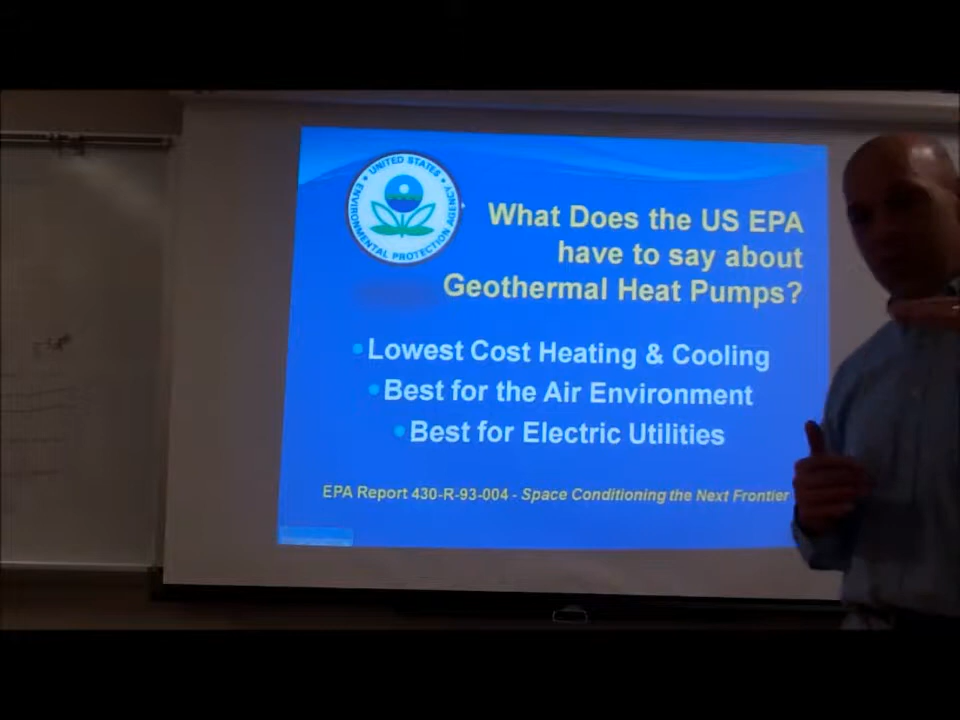 UNITED STATES
ENVIRONMENTAL PROTECTION AGENCY
What Does the US EPA
have to say about
Geothermal Heat Pumps?
Lowest Cost Heating & Cooling
Best for the Air Environment
Best for Electric Utilities
EPA Report 430-R-93-004 - Space Conditioning the Next Frontier